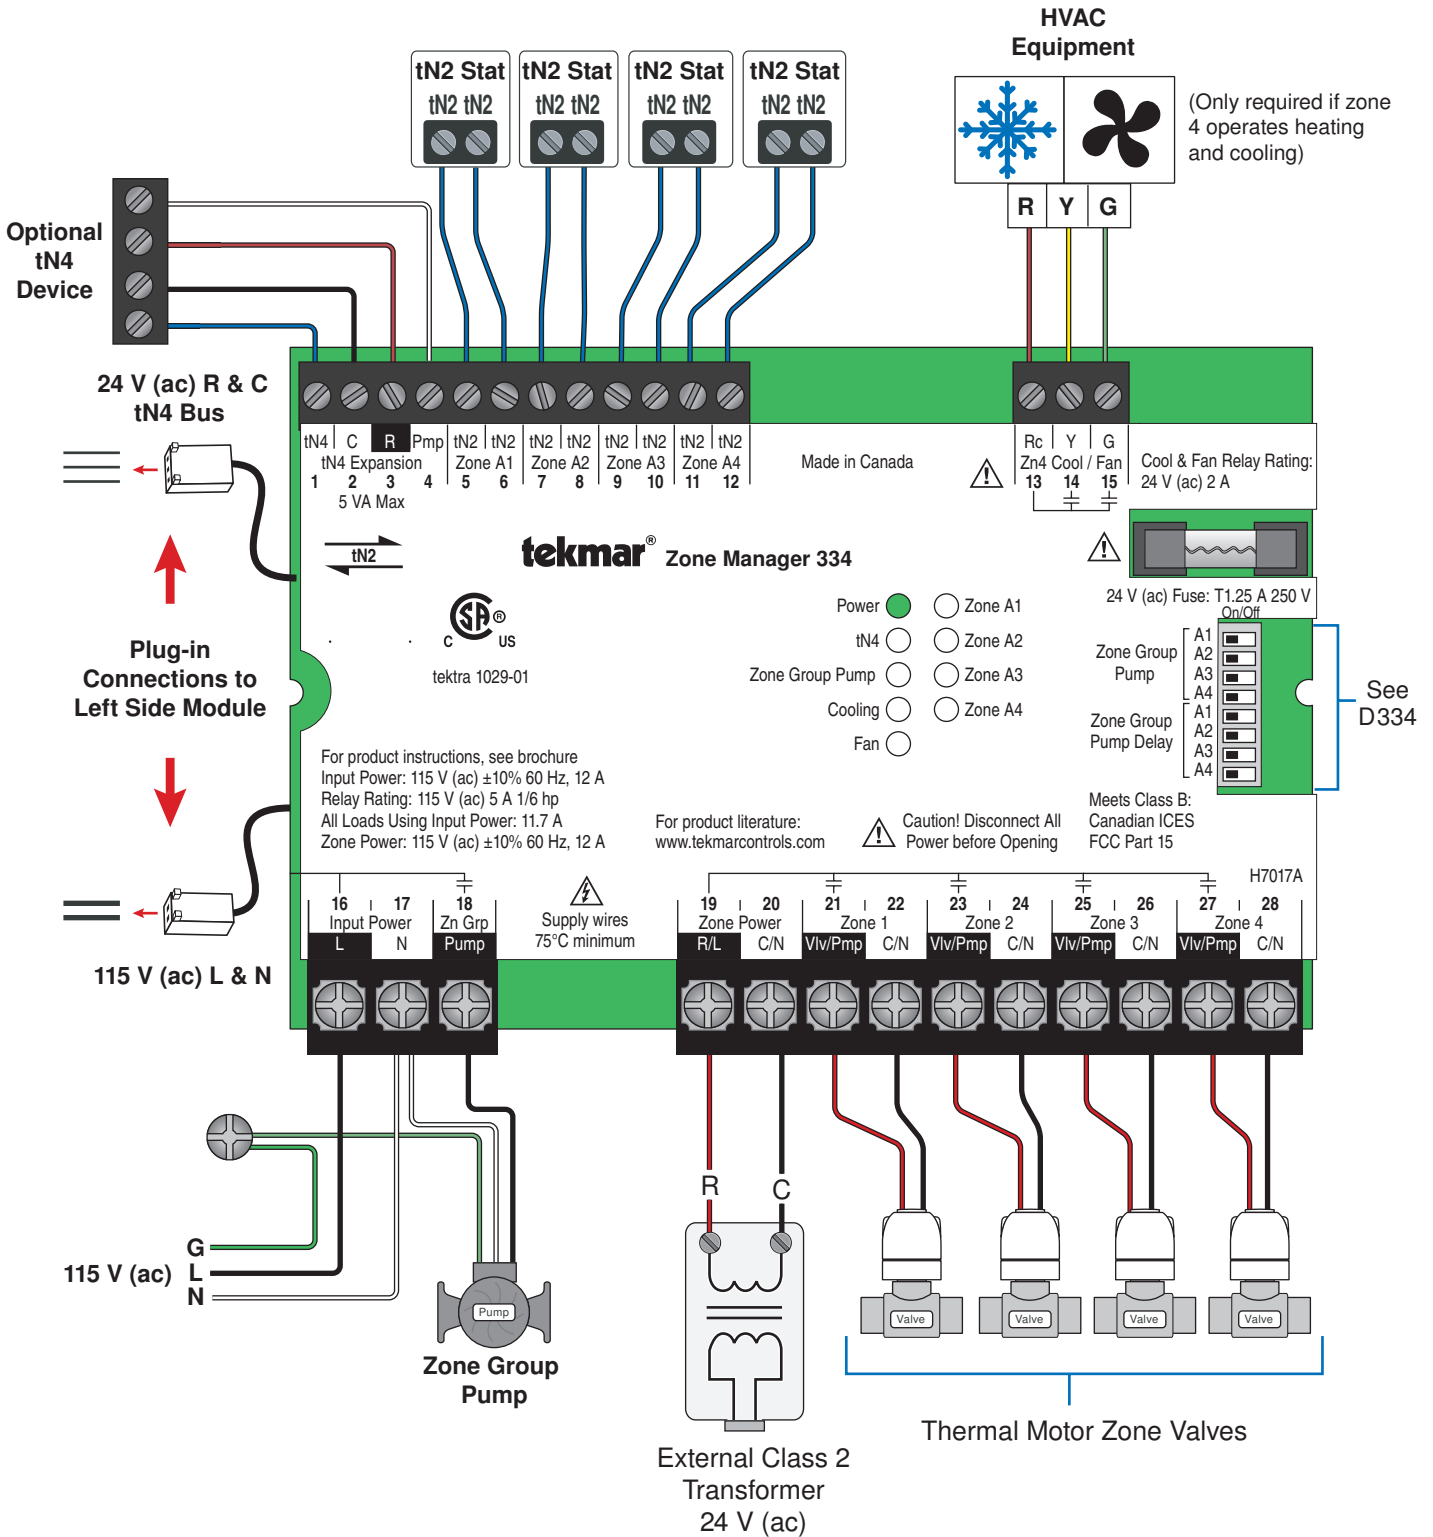 HVAC
Equipment
(Only required if zone
4 operates heating
and cooling)
R Y G
tN2 Stat tN2 Stat tN2 Stat tN2 Stat
tN2 tN2 tN2 tN2 tN2 tN2 tN2 tN2
Optional
tN4
Device
24 V (ac) R & C
tN4 Bus
Plug-in
Connections to
Left Side Module
115 V (ac) L & N
tN4 C R Pmp tN2 tN2 tN2 tN2 tN2 tN2 tN2 tN2
tN4 Expansion Zone A1 Zone A2 Zone A3 Zone A4
1 2 3 4 5 6 7 8 9 10 11 12
5 VA Max
Made in Canada
Rc Y G
Zn4 Cool / Fan
13 14 15
Cool & Fan Relay Rating:
24 V (ac) 2 A
tN2
tekmar® Zone Manager 334
24 V (ac) Fuse: T1.25 A 250 V
C SA ® US
tektra 1029-01
Power Zone A1
tN4 Zone A2
Zone Group Pump Zone A3
Cooling Zone A4
Fan
On/Off
Zone Group
Pump
A1
A2
A3
A4
Zone Group
Pump Delay
A1
A2
A3
A4
See
D334
For product instructions, see brochure
Input Power: 115 V (ac) ±10% 60 Hz, 12 A
Relay Rating: 115 V (ac) 5 A 1/6 hp
All Loads Using Input Power: 11.7 A
Zone Power: 115 V (ac) ±10% 60 Hz, 12 A
For product literature:
www.tekmarcontrols.com
Caution! Disconnect All
Power before Opening
Meets Class B:
Canadian ICES
FCC Part 15
H7017A
16 17 18
Input Power Zn Grp
L N Pump
Supply wires
75°C minimum
19 20 21 22 23 24 25 26 27 28
Zone Power Zone 1 Zone 2 Zone 3 Zone 4
R/L C/N Vlv/Pmp C/N Vlv/Pmp C/N Vlv/Pmp C/N Vlv/Pmp C/N
115 V (ac)
G
L
N
Pump
Zone Group
Pump
R C
External Class 2
Transformer
24 V (ac)
Valve Valve Valve Valve
Thermal Motor Zone Valves